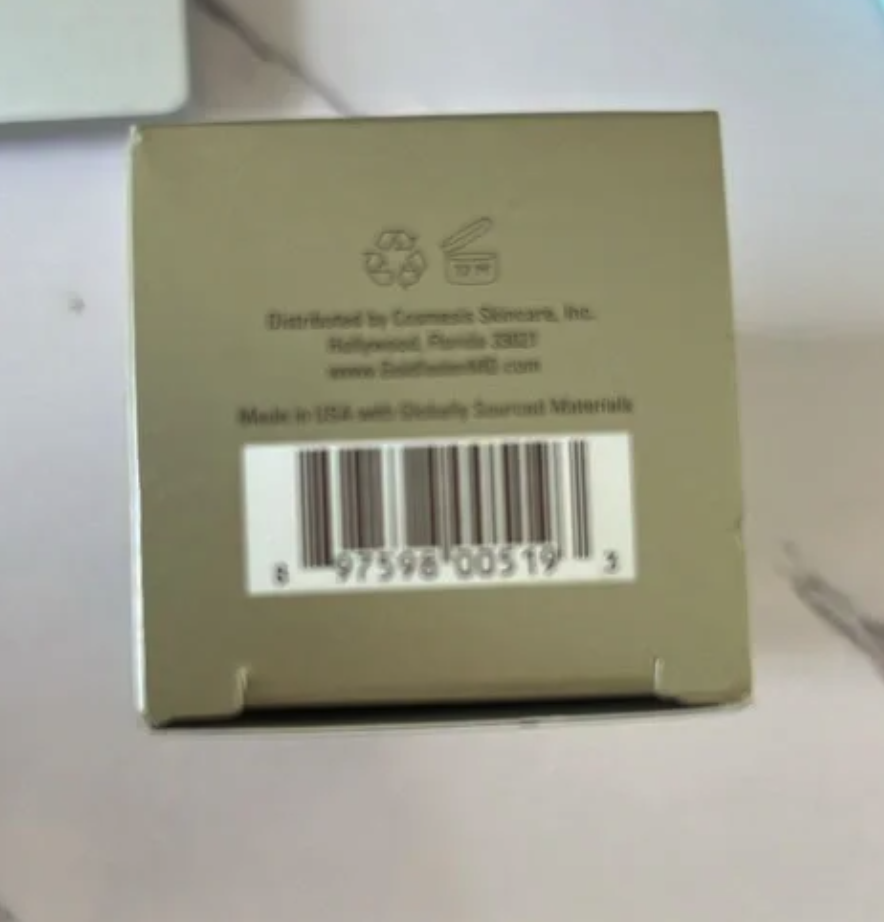 Distributed by Cosmesis Skincare, Inc.
Hollywood, Florida 33021
www.GoldfadenMD.com
Made in USA with Globally Sourced Materials
8 97598 00519 3